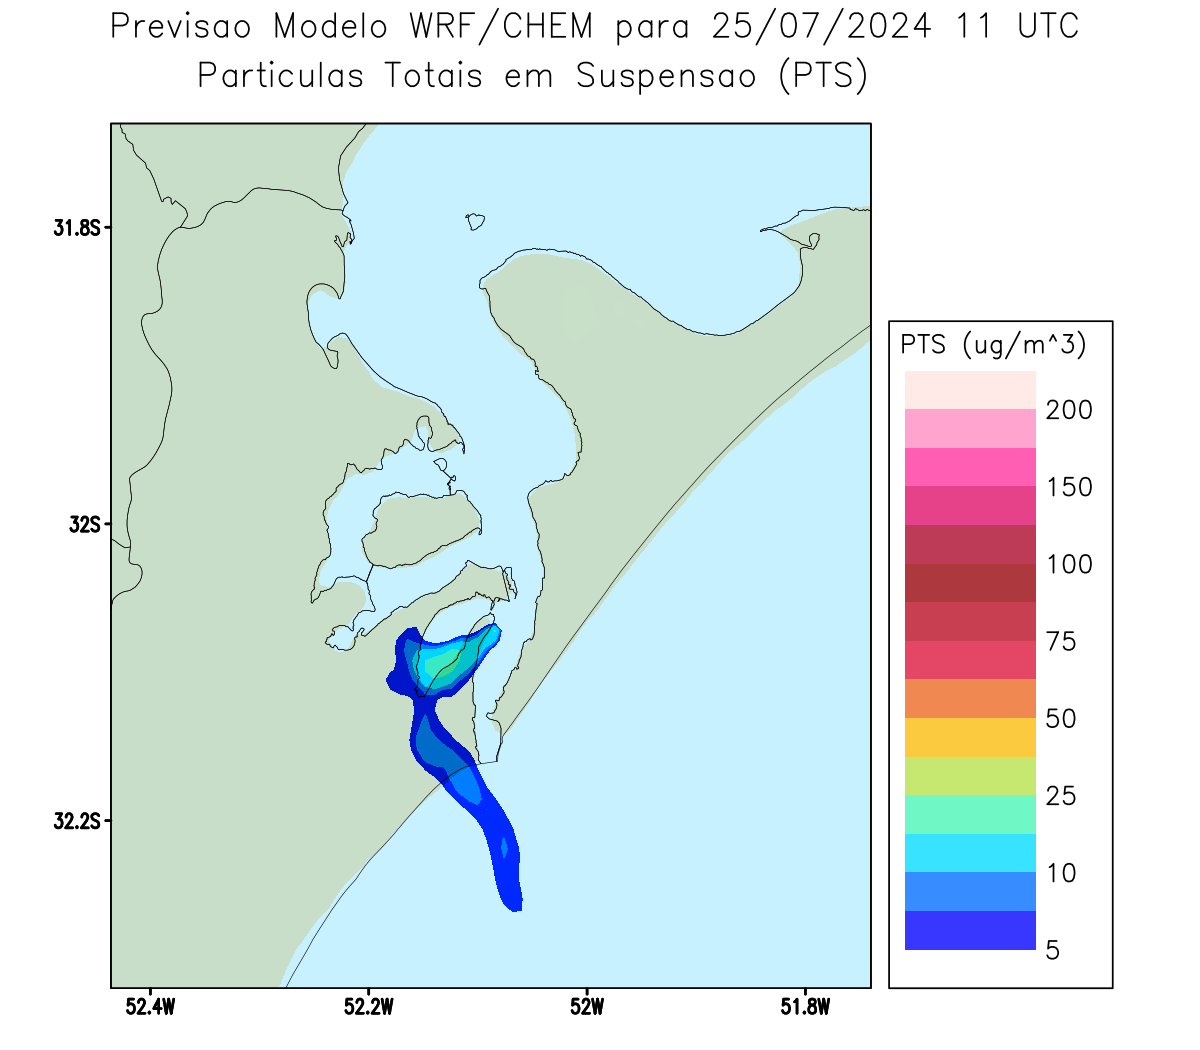 Previsao Modelo WRF/CHEM para 25/07/2024 11 UTC
Particulas Totais em Suspensao (PTS)
31.8S
32S
32.2S
52.4W
52.2W
52W
51.8W
PTS (ug/m^3)
200
150
100
75
50
25
10
5